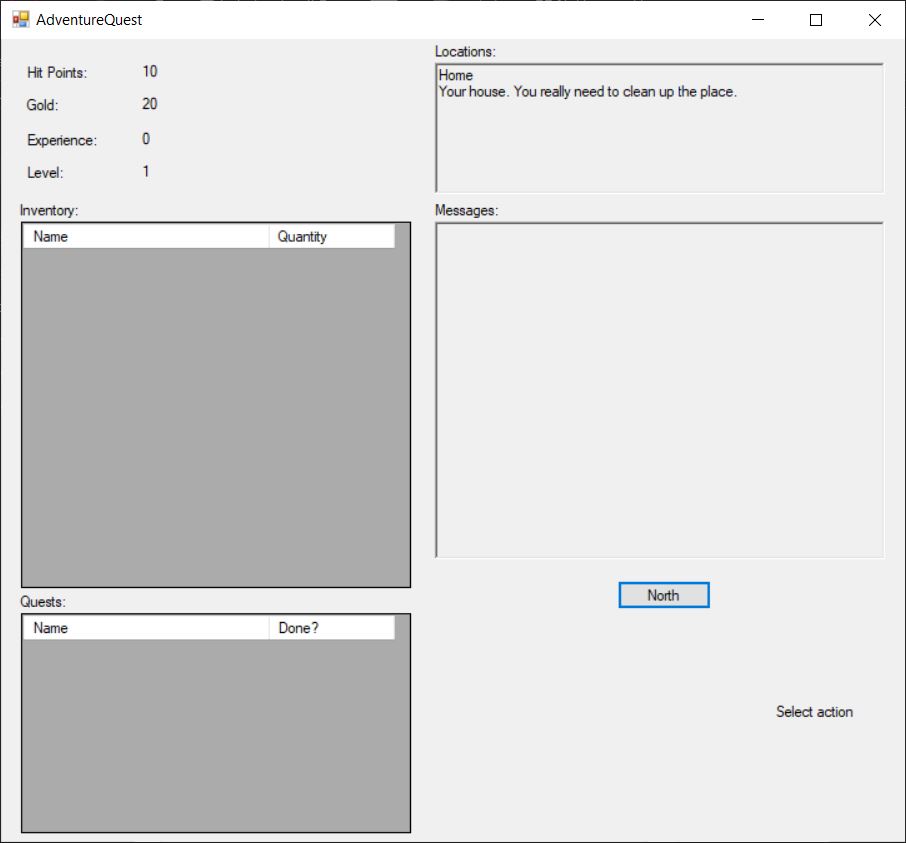 AdventureQuest
Hit Points: 10
Gold: 20
Experience: 0
Level: 1
Inventory:
Name Quantity
Quests:
Name Done?
Locations:
Home
Your house. You really need to clean up the place.
Messages:
North
Select action